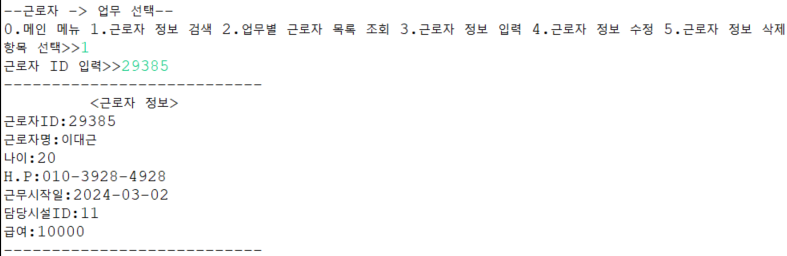 --근로자 -> 업무 선택--
0.메인 메뉴 1.근로자 정보 검색 2.업무별 근로자 목록 조회 3.근로자 정보 입력 4.근로자 정보 수정 5.근로자 정보 삭제
항목 선택>>1
근로자 ID 입력>>29385
---------------------------
<근로자 정보>
근로자ID:29385
근로자명:이대근
나이:20
H.P:010-3928-4928
근무시작일:2024-03-02
담당시설ID:11
급여:10000
---------------------------